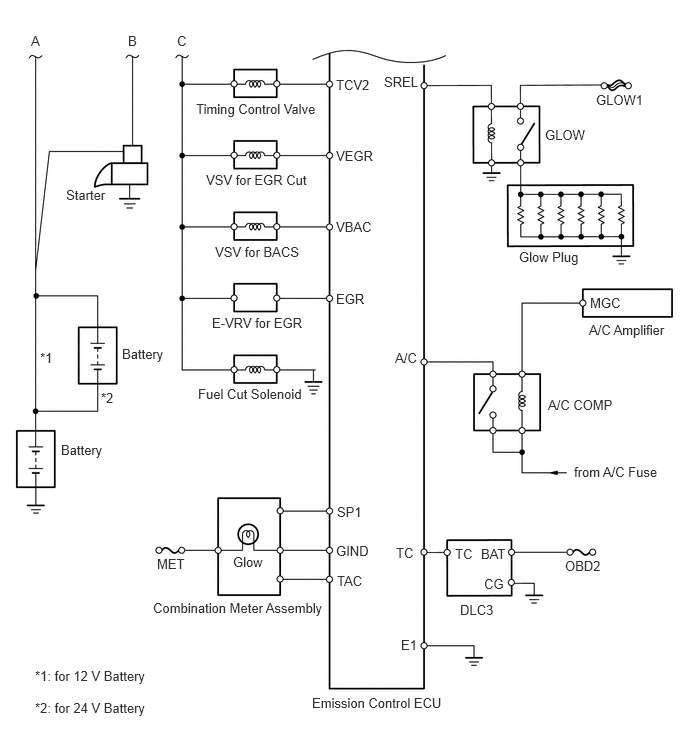 A
B
C
TCV2
SREL
Timing Control Valve
GLOW1
GLOW
VEGR
VSV for EGR Cut
Starter
VBAC
VSV for BACS
Glow Plug
EGR
E-VRV for EGR
MGC
A/C Amplifier
*1
Battery
A/C
Fuel Cut Solenoid
*2
A/C COMP
Battery
from A/C Fuse
SP1
MET
Glow
GIND
TC
TC
BAT
OBD2
TAC
CG
Combination Meter Assembly
DLC3
E1
*1: for 12 V Battery
Emission Control ECU
*2: for 24 V Battery